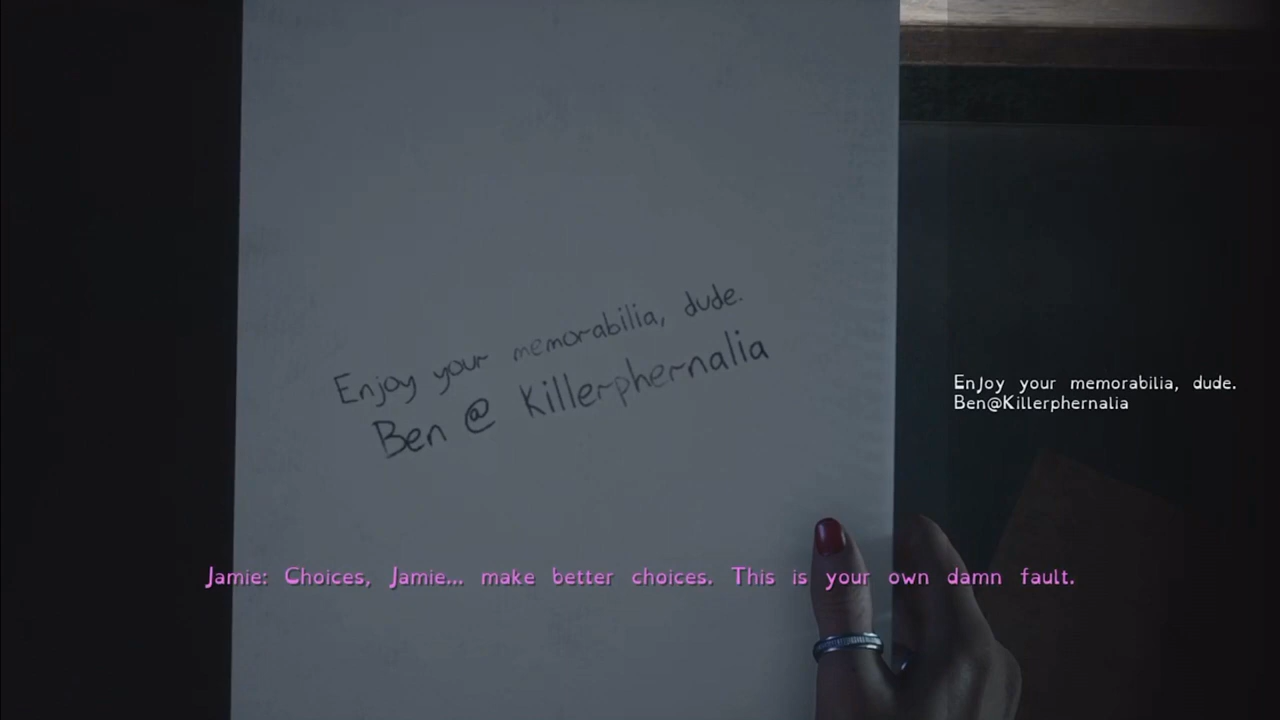 Enjoy your memorabilia, dude.
Ben @ Killerphernalia
Enjoy your memorabilia, dude.
Ben@Killerphernalia
Jamie: Choices, Jamie... make better choices. This is your own damn fault.